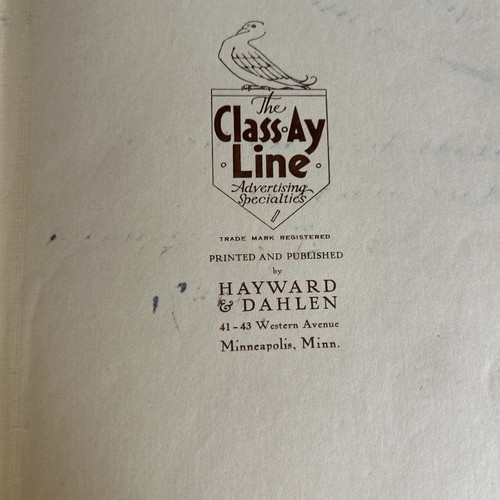 The
Class-Ay
Line
Advertising
Specialties
TRADE MARK REGISTERED
PRINTED AND PUBLISHED
by
HAYWARD
& DAHLEN
41-43 Western Avenue
Minneapolis, Minn.